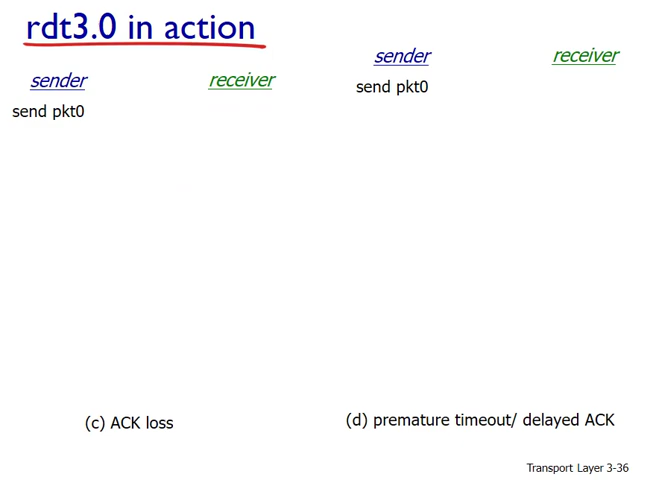 rdt3.0 in action
sender
receiver
send pkt0
(c) ACK loss
sender
receiver
send pkt0
(d) premature timeout/ delayed ACK
Transport Layer 3-36